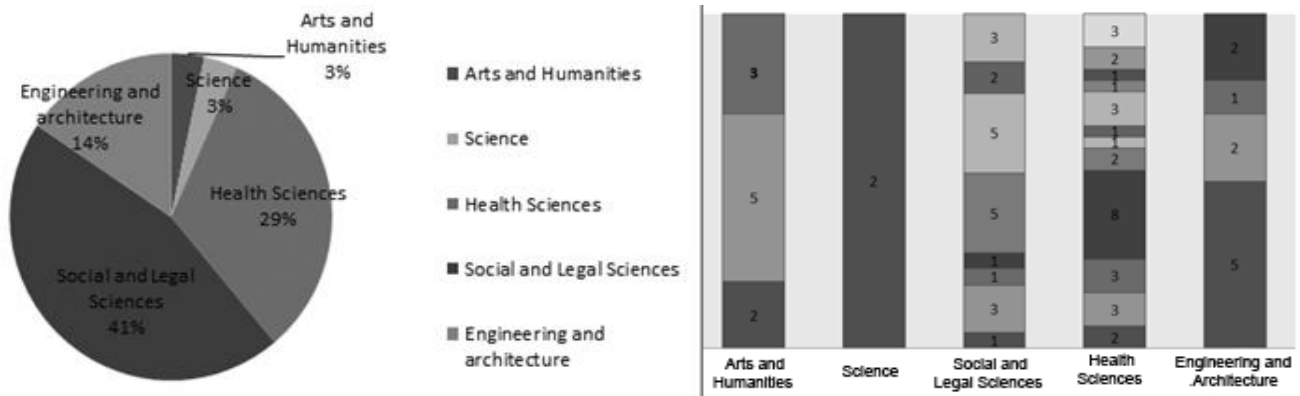 Arts and
Humanities
3%
Science
3%
Engineering and
architecture
14%
Health Sciences
29%
Social and Legal
Sciences
41%
Arts and Humanities
Science
Health Sciences
Social and Legal Sciences
Engineering and
architecture
3
5
2
Arts and
Humanities
2
Science
3
2
5
5
1
1
3
1
Social and
Legal Sciences
3
2
1
1
3
1
1
2
8
3
3
2
Health
Sciences
2
1
2
5
Engineering and
.Architecture